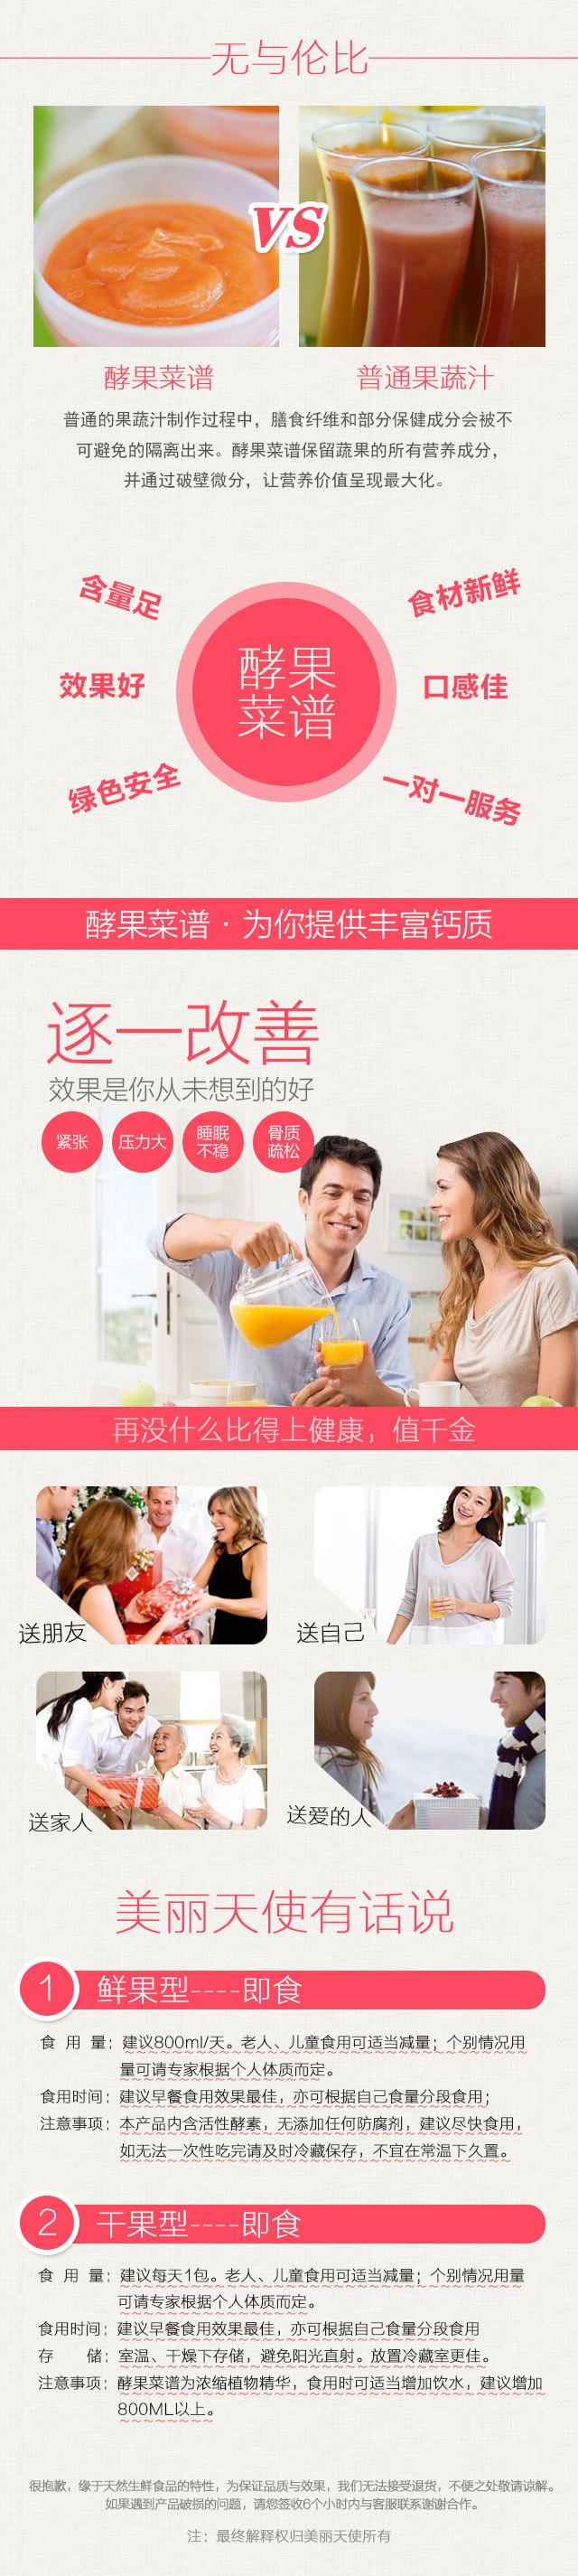 无与伦比
VS
酵果菜谱
普通果蔬汁
普通的果蔬汁制作过程中，膳食纤维和部分保健成分会被不
可避免的隔离出来。酵果菜谱保留蔬果的所有营养成分，
并通过破壁微分，让营养价值呈现最大化。
含量足
食材新鲜
效果好
酵果
菜谱
口感佳
绿色安全
一对一服务
酵果菜谱·为你提供丰富钙质
逐一改善
效果是你从未想到的好
紧张
压力大
睡眠
不稳
骨质
疏松
再没什么比得上健康，值千金
送朋友
送自己
送家人
送爱的人
美丽天使有话说
1 鲜果型----即食
食 用 量：建议800ml/天。老人、儿童食用可适当减量；个别情况用
量可请专家根据个人体质而定。
食用时间：建议早餐食用效果最佳，亦可根据自己食量分段食用；
注意事项：本产品内含活性酵素，无添加任何防腐剂，建议尽快食用，
如无法一次性吃完请及时冷藏保存，不宜在常温下久置。
2 干果型----即食
食 用 量：建议每天1包。老人、儿童食用可适当减量；个别情况用量
可请专家根据个人体质而定。
食用时间：建议早餐食用效果最佳，亦可根据自己食量分段食用
存 储：室温、干燥下存储，避免阳光直射。放置冷藏室更佳。
注意事项：酵果菜谱为浓缩植物精华，食用时可适当增加饮水，建议增加
800ML以上。
很抱歉，缘于天然生鲜食品的特性，为保证品质与效果，我们无法接受退货，不便之处敬请谅解。
如果遇到产品破损的问题，请您签收6个小时内与客服联系谢谢合作。
注：最终解释权归美丽天使所有